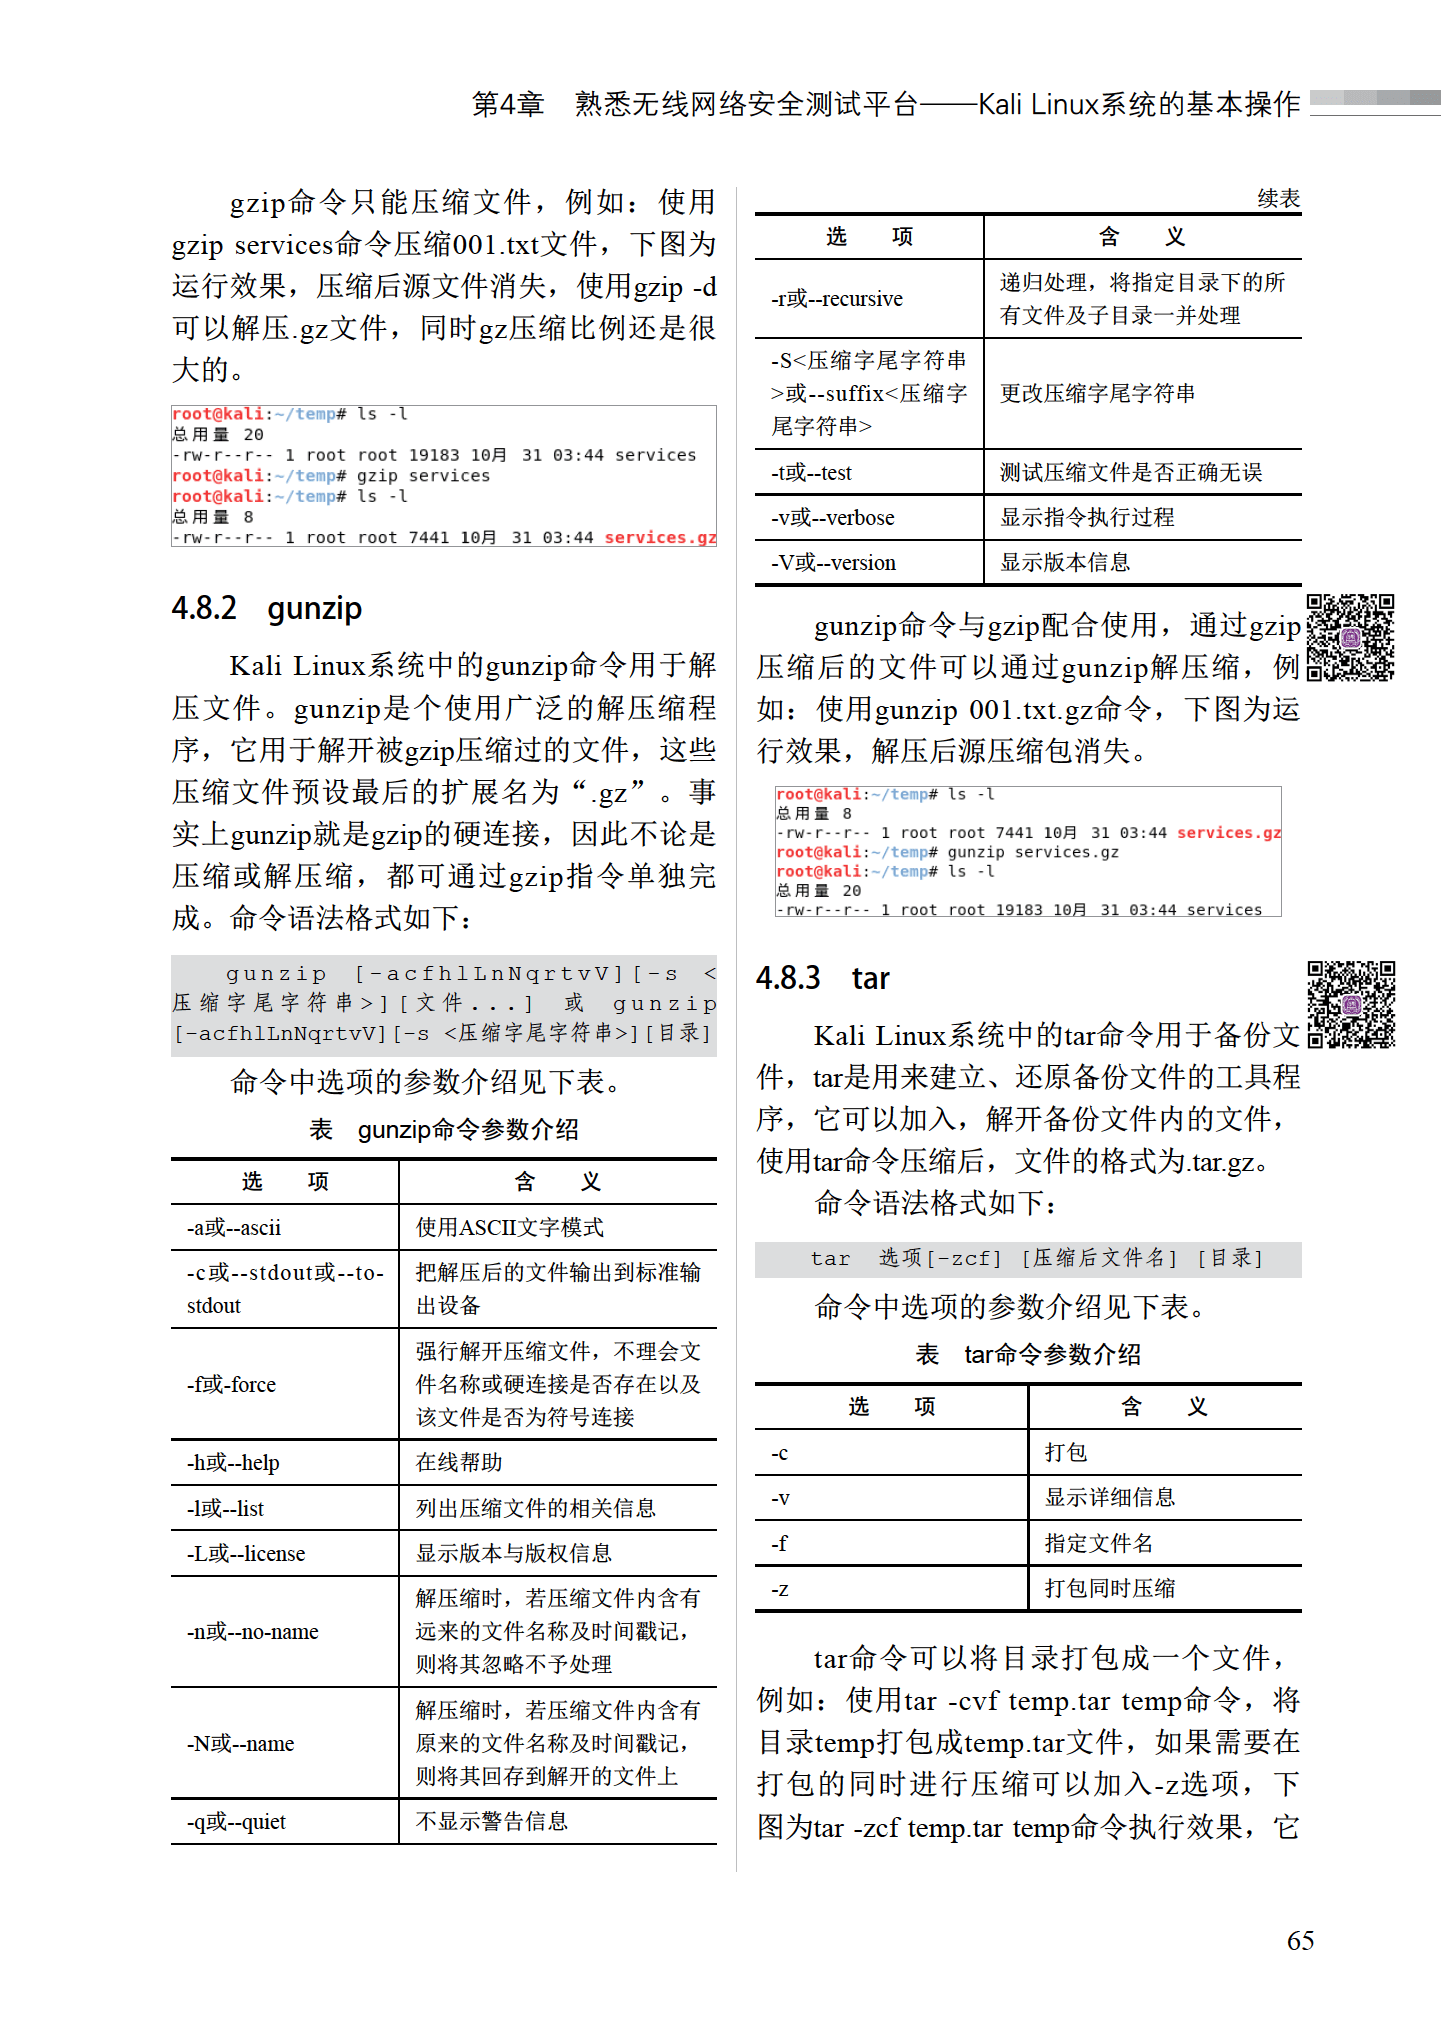 第4章 熟悉无线网络安全测试平台——Kali Linux系统的基本操作
gzip命令只能压缩文件，例如：使用
gzip services命令压缩001.txt文件，下图为
运行效果，压缩后源文件消失，使用gzip -d
可以解压.gz文件，同时gz压缩比例还是很
大的。
root@kali:~/temp# ls -l
总用量 20
-rw-r--r-- 1 root root 19183 10月 31 03:44 services
root@kali:~/temp# gzip services
root@kali:~/temp# ls -l
总用量 8
-rw-r--r-- 1 root root 7441 10月 31 03:44 services.gz
4.8.2 gunzip
Kali Linux系统中的gunzip命令用于解
压文件。gunzip是个使用广泛的解压缩程
序，它用于解开被gzip压缩过的文件，这些
压缩文件预设最后的扩展名为“.gz”。事
实上gunzip就是gzip的硬连接，因此不论是
压缩或解压缩，都可通过gzip指令单独完
成。命令语法格式如下：
gunzip [-acfhlLnNqrtvV][-s <
压缩字尾字符串>][文件...] 或 gunzip
[-acfhlLnNqrtvV][-s <压缩字尾字符串>][目录]
命令中选项的参数介绍见下表。
表 gunzip命令参数介绍
选 项 含 义
-a或--ascii 使用ASCII文字模式
-c或--stdout或--to- 把解压后的文件输出到标准输
stdout 出设备
强行解开压缩文件，不理会文
-f或-force 件名称或硬连接是否存在以及
该文件是否为符号连接
-h或--help 在线帮助
-l或--list 列出压缩文件的相关信息
-L或--license 显示版本与版权信息
解压缩时，若压缩文件内含有
-n或--no-name 远来的文件名称及时间戳记，
则将其忽略不予处理
解压缩时，若压缩文件内含有
-N或--name 原来的文件名称及时间戳记，
则将其回存到解开的文件上
-q或--quiet 不显示警告信息
续表
选 项 含 义
-r或--recursive 递归处理，将指定目录下的所
有文件及子目录一并处理
-S<压缩字尾字符串
>或--suffix<压缩字 更改压缩字尾字符串
尾字符串>
-t或--test 测试压缩文件是否正确无误
-v或--verbose 显示指令执行过程
-V或--version 显示版本信息
gunzip命令与gzip配合使用，通过gzip
压缩后的文件可以通过gunzip解压缩，例
如：使用gunzip 001.txt.gz命令，下图为运
行效果，解压后源压缩包消失。
root@kali:~/temp# ls -l
总用量 8
-rw-r--r-- 1 root root 7441 10月 31 03:44 services.gz
root@kali:~/temp# gunzip services.gz
root@kali:~/temp# ls -l
总用量 20
-rw-r--r-- 1 root root 19183 10月 31 03:44 services
4.8.3 tar
Kali Linux系统中的tar命令用于备份文
件，tar是用来建立、还原备份文件的工具程
序，它可以加入，解开备份文件内的文件，
使用tar命令压缩后，文件的格式为.tar.gz。
命令语法格式如下：
tar 选项[-zcf] [压缩后文件名] [目录]
命令中选项的参数介绍见下表。
表 tar命令参数介绍
选 项 含 义
-c 打包
-v 显示详细信息
-f 指定文件名
-z 打包同时压缩
tar命令可以将目录打包成一个文件，
例如：使用tar -cvf temp.tar temp命令，将
目录temp打包成temp.tar文件，如果需要在
打包的同时进行压缩可以加入-z选项，下
图为tar -zcf temp.tar temp命令执行效果，它
65